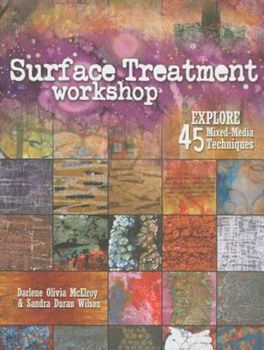 Surface Treatment
workshop
EXPLORE
45 Mixed-Media
Techniques
Darlene Olivia McElroy
& Sandra Duran Wilson